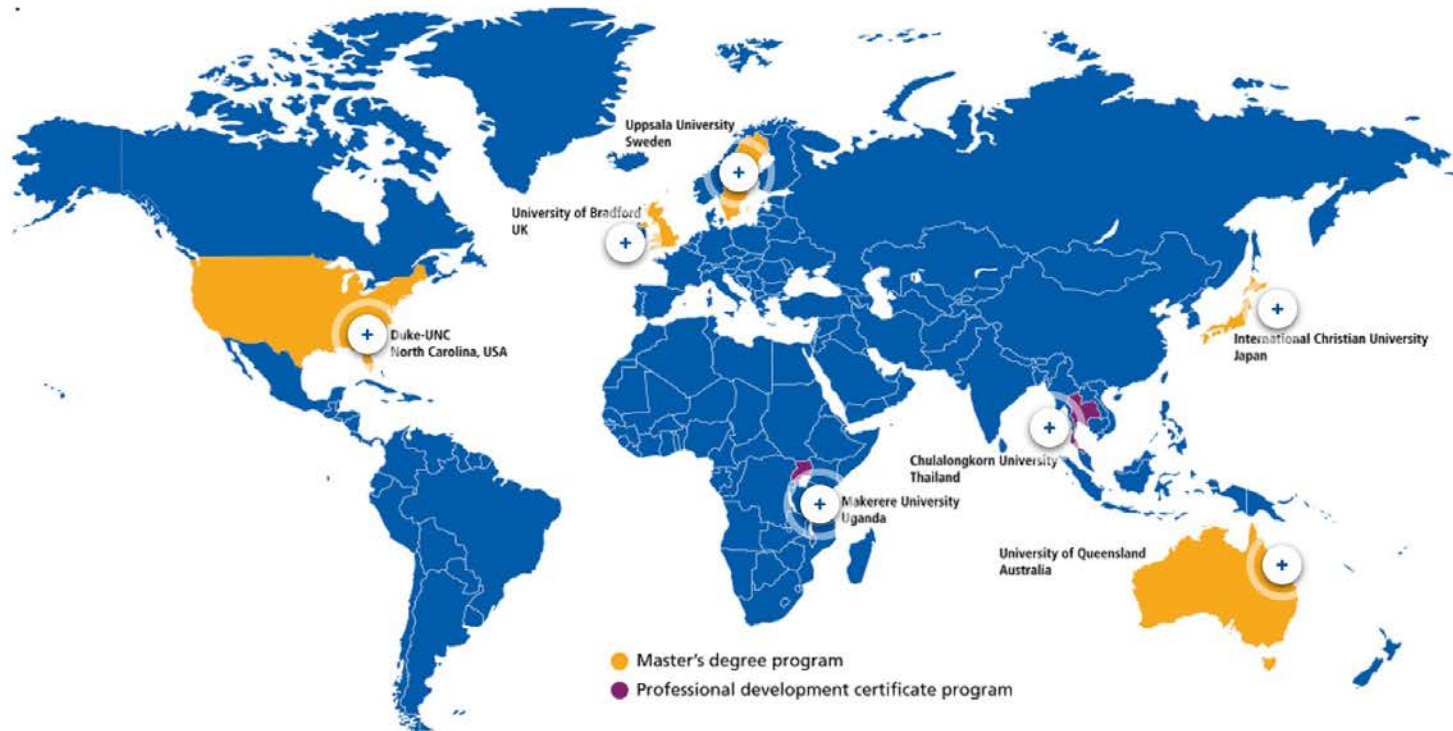 Uppsala University
Sweden
University of Bradford
UK
Duke-UNC
North Carolina, USA
International Christian University
Japan
Chulalongkorn University
Thailand
Makerere University
Uganda
University of Queensland
Australia
Master's degree program
Professional development certificate program